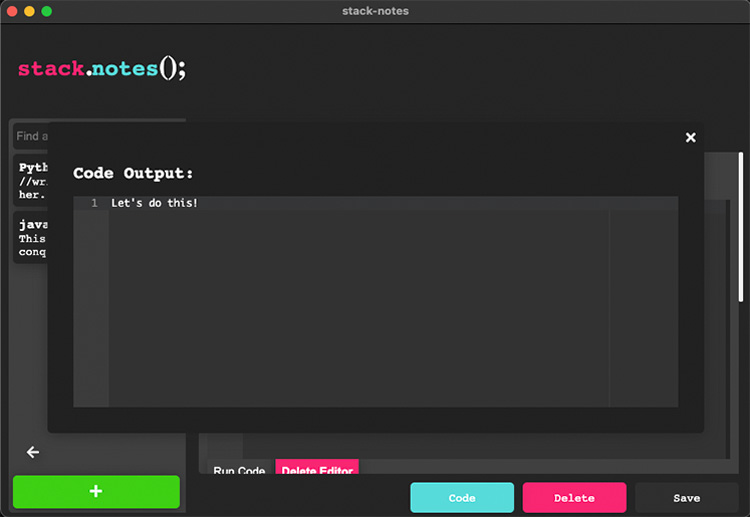 stack-notes
stack.notes();
Find a
Code Output:
Pyth
//wr
her.
1 Let's do this!
java
This
conq
Run Code Delete Editor
+
Code Delete Save